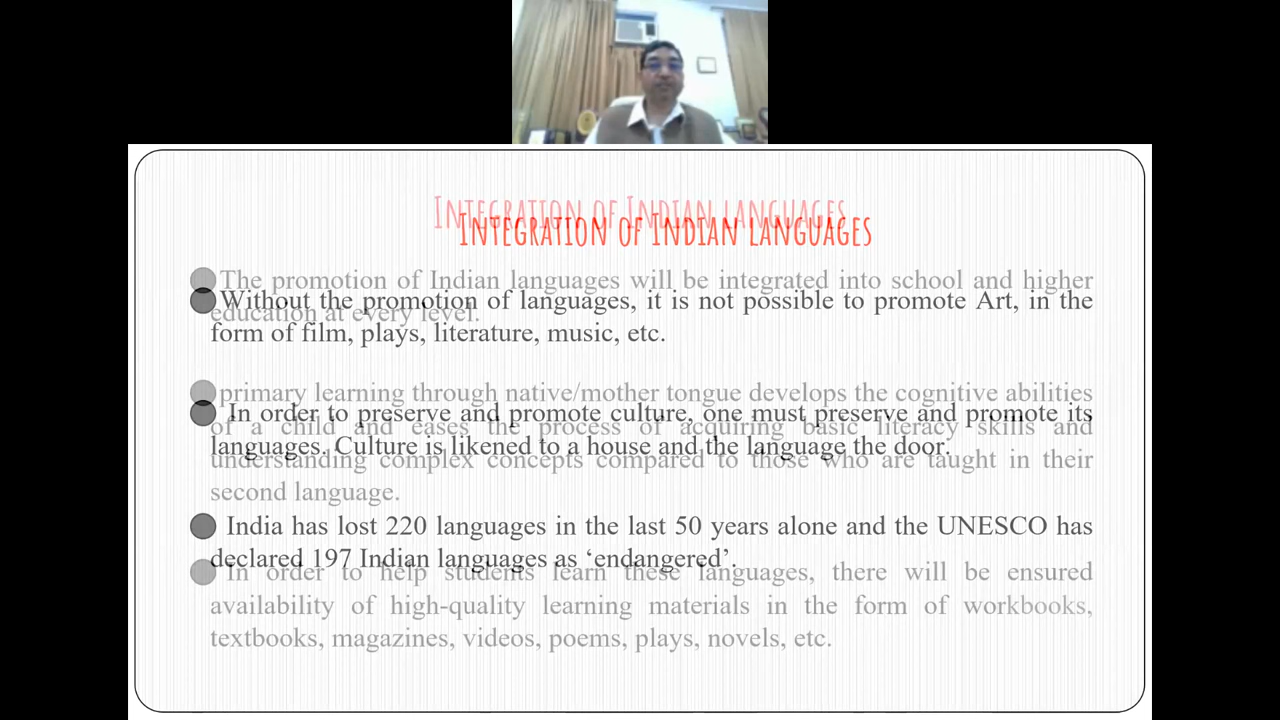 Integration of Indian languages
Integration of Indian languages
The promotion of Indian languages will be integrated into school and higher
Without the promotion of languages, it is not possible to promote Art, in the
education at every level.
form of film, plays, literature, music, etc.
primary learning through native/mother tongue develops the cognitive abilities
In order to preserve and promote culture, one must preserve and promote its
of a child and eases the process of acquiring basic literacy skills and
languages. Culture is likened to a house and the language the door.
understanding complex concepts compared to those who are taught in their
second language.
India has lost 220 languages in the last 50 years alone and the UNESCO has
declared 197 Indian languages as ‘endangered’.
In order to help students learn these languages, there will be ensured
availability of high-quality learning materials in the form of workbooks,
textbooks, magazines, videos, poems, plays, novels, etc.